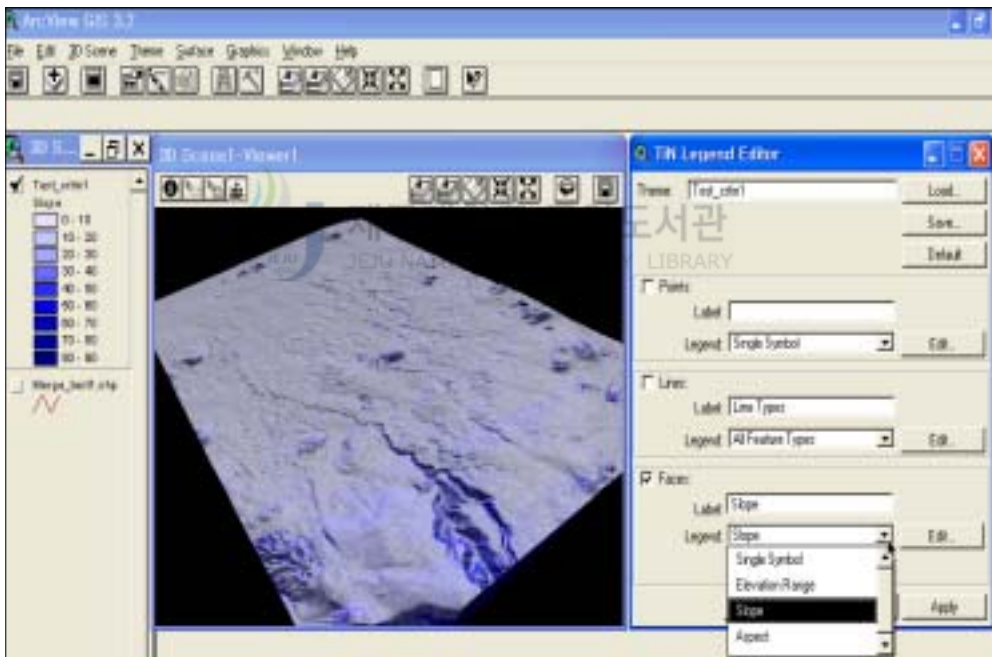 ArcView GIS 3.2
File Edit 3D Scene Theme Surface Graphics Window Help
3D S...
Slope
0 - 10
10 - 20
20 - 30
30 - 40
40 - 50
50 - 60
60 - 70
70 - 80
80 - 90
3D Scene1-Viewer1
TIN Legend Editor
Theme:
Load...
Save...
Default
도서관
LIBRARY
Points:
Label:
Legend: Single Symbol
Edit...
Lines:
Label: Line Types
Legend: All Feature Types
Edit...
Faces:
Label: Slope
Legend: Slope
Edit...
Single Symbol
Elevation Range
Slope
Aspect
Apply